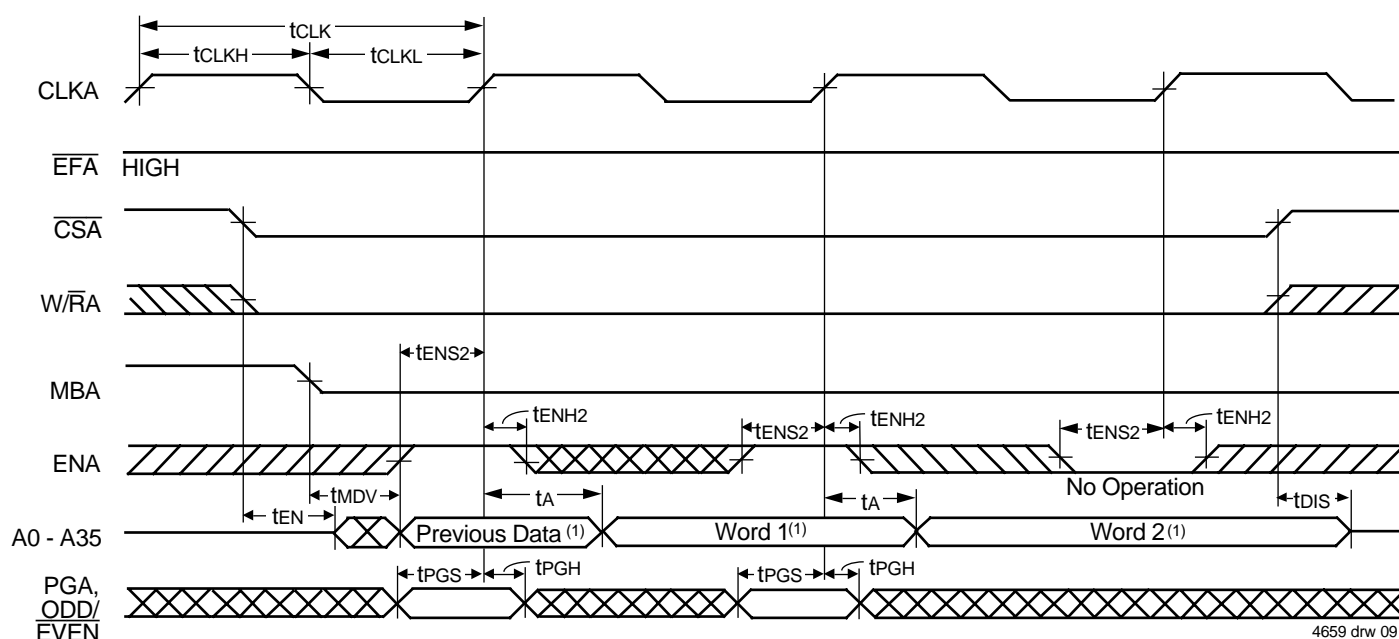 tCLK
tCLKH
tCLKL
CLKA
EFA HIGH
CSA
W/RA
tENS2
MBA
tENH2
tENS2
tENH2
tENS2
tENH2
ENA
No Operation
tMDV
tA
tA
tEN
tDIS
A0 - A35
Previous Data (1)
Word 1(1)
Word 2(1)
tPGS
tPGH
tPGS
tPGH
PGA,
ODD/
EVEN
4659 drw 09